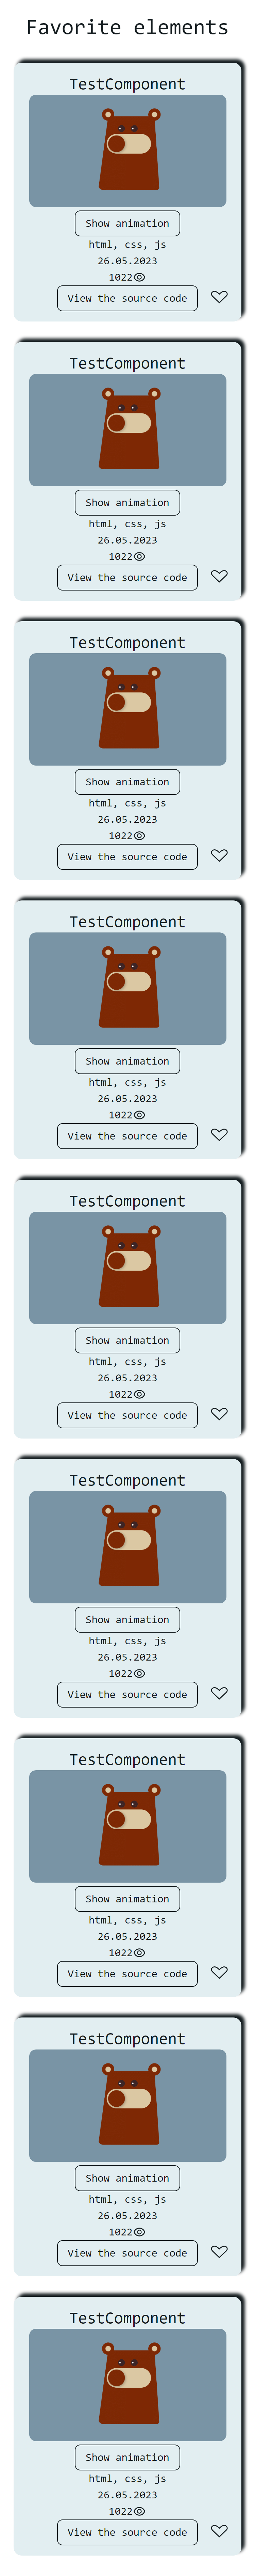 Favorite elements
TestComponent
Show animation
html, css, js
26.05.2023
1022
View the source code
TestComponent
Show animation
html, css, js
26.05.2023
1022
View the source code
TestComponent
Show animation
html, css, js
26.05.2023
1022
View the source code
TestComponent
Show animation
html, css, js
26.05.2023
1022
View the source code
TestComponent
Show animation
html, css, js
26.05.2023
1022
View the source code
TestComponent
Show animation
html, css, js
26.05.2023
1022
View the source code
TestComponent
Show animation
html, css, js
26.05.2023
1022
View the source code
TestComponent
Show animation
html, css, js
26.05.2023
1022
View the source code
TestComponent
Show animation
html, css, js
26.05.2023
1022
View the source code